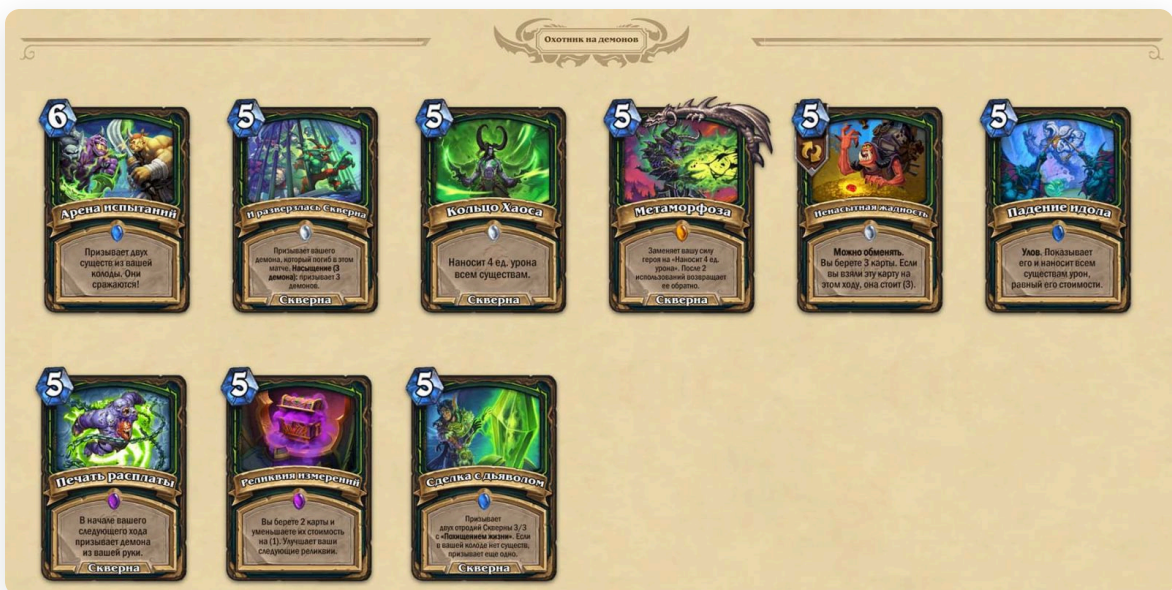 Охотник на демонов
6
Арена испытаний
Призывает двух
существ из вашей
колоды. Они
сражаются!
5
И разверзлась Скверна
Призывает вашего
демона, который погиб в этом
матче. Насыщение (3
демона): призывает 3
демонов.
Скверна
5
Кольцо Хаоса
Наносит 4 ед. урона
всем существам.
Скверна
5
Метаморфоза
Заменяет вашу силу
героя на «Наносит 4 ед.
урона». После 2
использований возвращает
ее обратно.
Скверна
5
Ненасытная жадность
Можно обменять.
Вы берете 3 карты. Если
вы взяли эту карту на
этом ходу, она стоит (3).
5
Падение идола
Улов. Показывает
его и наносит всем
существам урон,
равный его стоимости.
5
Печать расплаты
В начале вашего
следующего хода
призывает демона
из вашей руки.
Скверна
5
Реликвия измерений
Вы берете 2 карты и
уменьшаете их стоимость
на (1). Улучшает ваши
следующие реликвии.
5
Сделка с дьяволом
Призывает
двух отродий Скверны 3/3
с «Похищением жизни». Если
в вашей колоде нет существ,
призывает еще одно.
Скверна